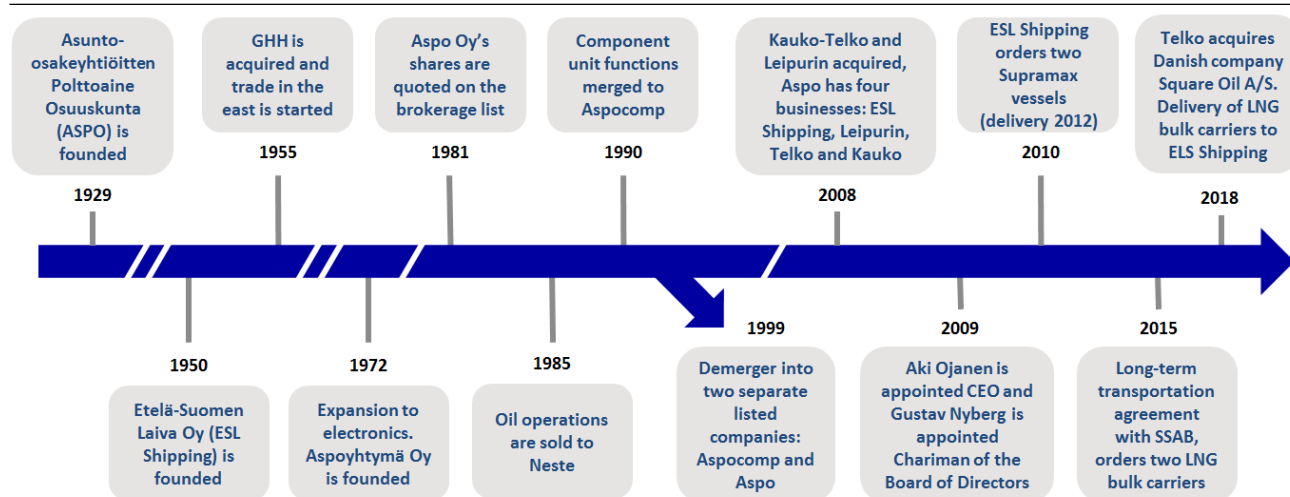 Asunto-
osakeyhtiöitten
Polttoaine
Osuuskunta
(ASPO) is
founded
1929
GHH is
acquired and
trade in the
east is started
1955
Aspo Oy's
shares are
quoted on the
brokerage list
1981
Component
unit functions
merged to
Aspocomp
1990
Kauko-Telko and
Leipurin acquired,
Aspo has four
businesses: ESL
Shipping, Leipurin,
Telko and Kauko
2008
ESL Shipping
orders two
Supramax
vessels
(delivery 2012)
2010
Telko acquires
Danish company
Square Oil A/S.
Delivery of LNG
bulk carriers to
ELS Shipping
2018
1950
Etelä-Suomen
Laiva Oy (ESL
Shipping) is
founded
1972
Expansion to
electronics.
Aspoyhtymä Oy
is founded
1985
Oil operations
are sold to
Neste
1999
Demerger into
two separate
listed
companies:
Aspocomp and
Aspo
2009
Aki Ojanen is
appointed CEO and
Gustav Nyberg is
appointed
Chariman of the
Board of Directors
2015
Long-term
transportation
agreement
with SSAB,
orders two LNG
bulk carriers